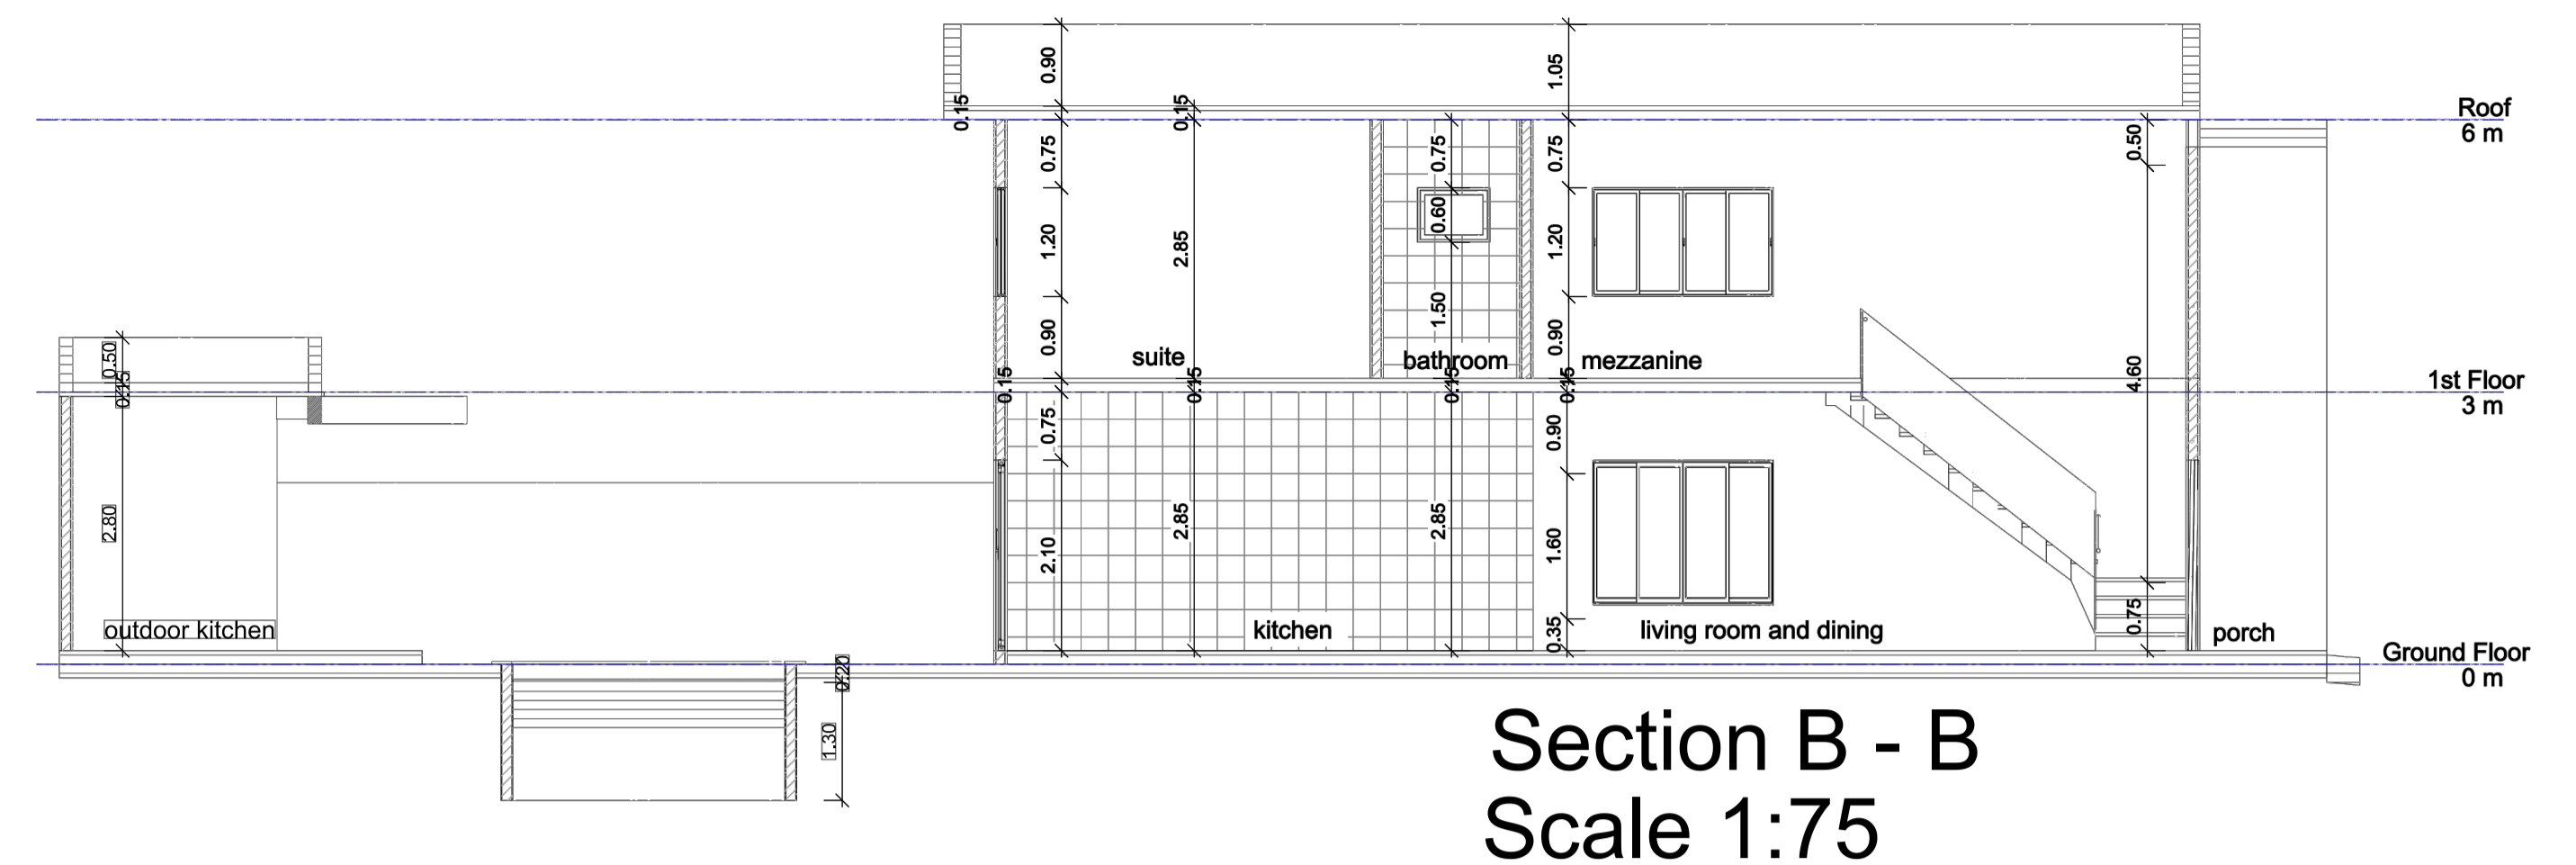 0.90
1.05
0.15
0.15
Roof
6 m
0.75
0.75
0.75
0.50
0.60
1.20
2.85
1.20
1.50
0.90
0.90
0.50
0.15
suite
bathroom
mezzanine
4.60
0.15
0.15
0.15
0.15
1st Floor
3 m
0.75
0.90
2.80
2.10
2.85
2.85
1.60
outdoor kitchen
kitchen
0.35
living room and dining
0.75
porch
Ground Floor
0 m
0.20
1.30
Section B - B
Scale 1:75